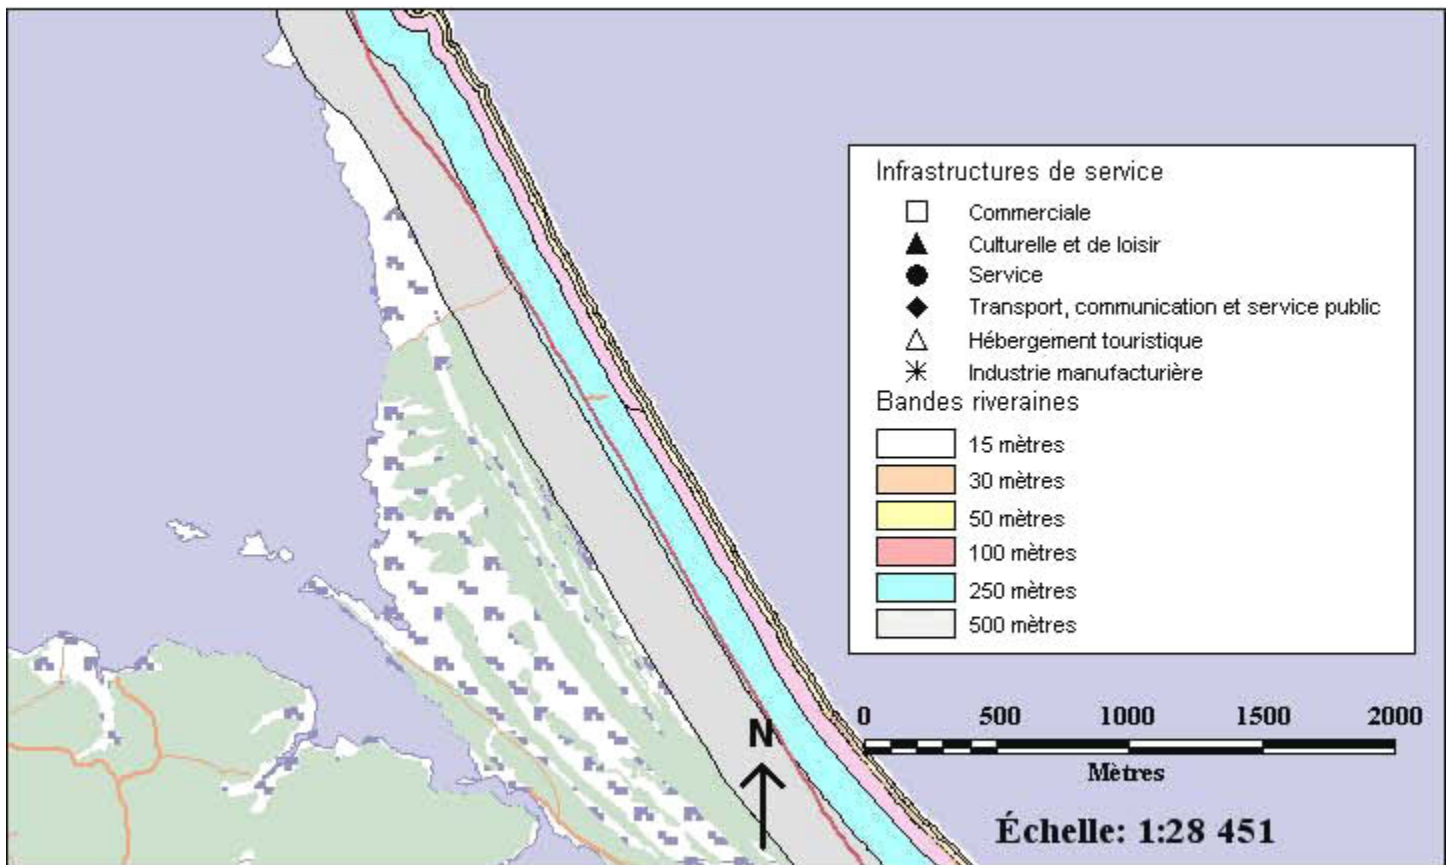 Infrastructures de service
Commerciale
Culturelle et de loisir
Service
Transport, communication et service public
Hébergement touristique
Industrie manufacturière
Bandes riveraines
15 mètres
30 mètres
50 mètres
100 mètres
250 mètres
500 mètres
N
0 500 1000 1500 2000
Mètres
Échelle: 1:28 451